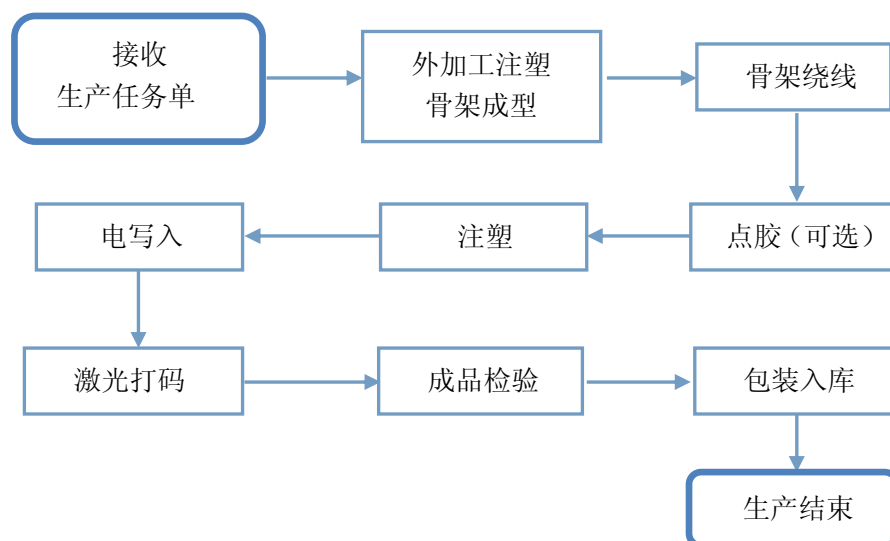 接收
生产任务单
外加工注塑
骨架成型
骨架绕线
点胶（可选）
注塑
电写入
激光打码
成品检验
包装入库
生产结束